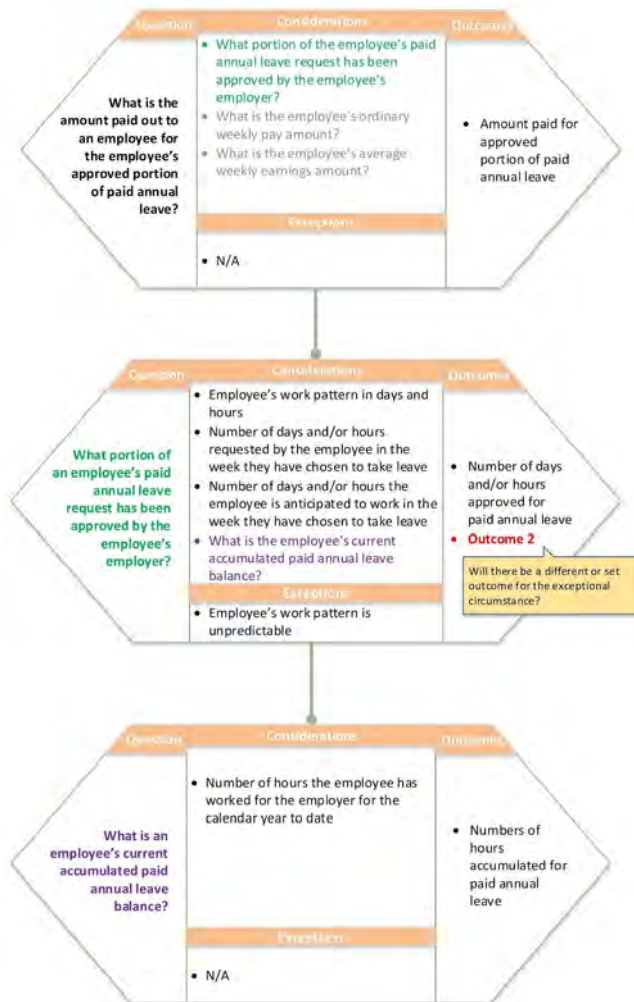 Question
Considerations
Outcomes
What is the
amount paid out to
an employee for
the employee's
approved portion
of paid annual
leave?
• What portion of the employee's paid
annual leave request has been
approved by the employee's
employer?
• What is the employee's ordinary
weekly pay amount?
• What is the employee's average
weekly earnings amount?
Exceptions
• N/A
• Amount paid for
approved
portion of paid
annual leave
Question
Considerations
Outcomes
What portion of
an employee's paid
annual leave
request has been
approved by the
employee's
employer?
• Employee's work pattern in days and
hours
• Number of days and/or hours
requested by the employee in the
week they have chosen to take leave
• Number of days and/or hours the
employee is anticipated to work in the
week they have chosen to take leave
• What is the employee's current
accumulated paid annual leave
balance?
Exceptions
• Employee's work pattern is
unpredictable
• Number of days
and/or hours
approved for
paid annual leave
• Outcome 2
Will there be a different or set
outcome for the exceptional
circumstance?
Question
Considerations
Outcomes
What is an
employee's current
accumulated paid
annual leave
balance?
• Number of hours the employee has
worked for the employer for the
calendar year to date
Exceptions
• N/A
• Numbers of
hours
accumulated for
paid annual
leave